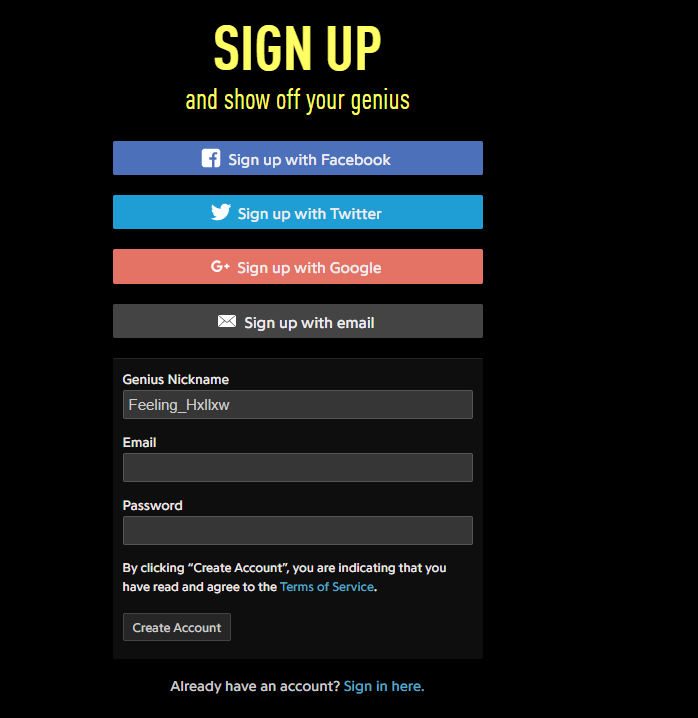 SIGN UP
and show off your genius
Sign up with Facebook
Sign up with Twitter
G+ Sign up with Google
Sign up with email
Genius Nickname
Feeling_Hxllxw
Email
Password
By clicking “Create Account”, you are indicating that you
have read and agree to the Terms of Service.
Create Account
Already have an account? Sign in here.